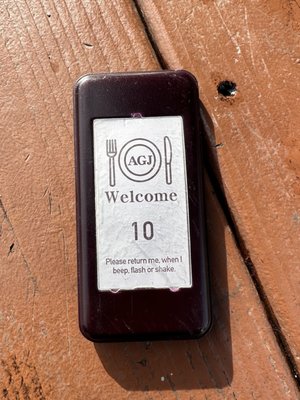 AGJ
Welcome
10
Please return me, when I
beep, flash or shake.